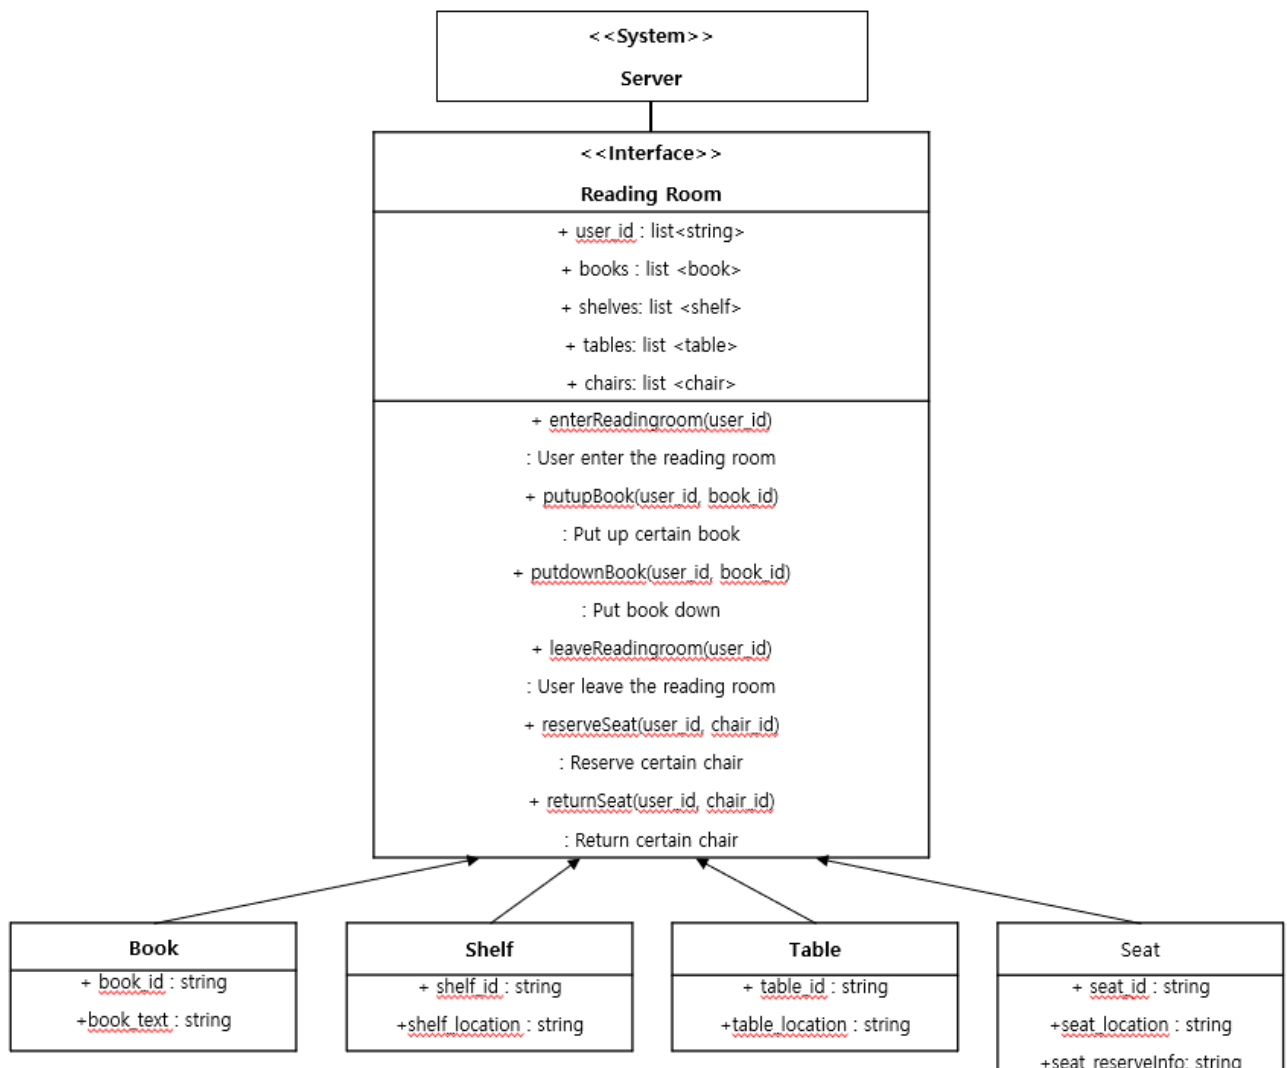 <<System>>
Server
<<Interface>>
Reading Room
+ user_id : list<string>
+ books : list <book>
+ shelves: list <shelf>
+ tables: list <table>
+ chairs: list <chair>
+ enterReadingroom(user_id)
: User enter the reading room
+ putupBook(user_id, book_id)
: Put up certain book
+ putdownBook(user_id, book_id)
: Put book down
+ leaveReadingroom(user_id)
: User leave the reading room
+ reserveSeat(user_id, chair_id)
: Reserve certain chair
+ returnSeat(user_id, chair_id)
: Return certain chair
Book
+ book_id : string
+book_text : string
Shelf
+ shelf_id : string
+shelf_location : string
Table
+ table_id : string
+table_location : string
Seat
+ seat_id : string
+seat_location : string
+seat_reserveInfo: string